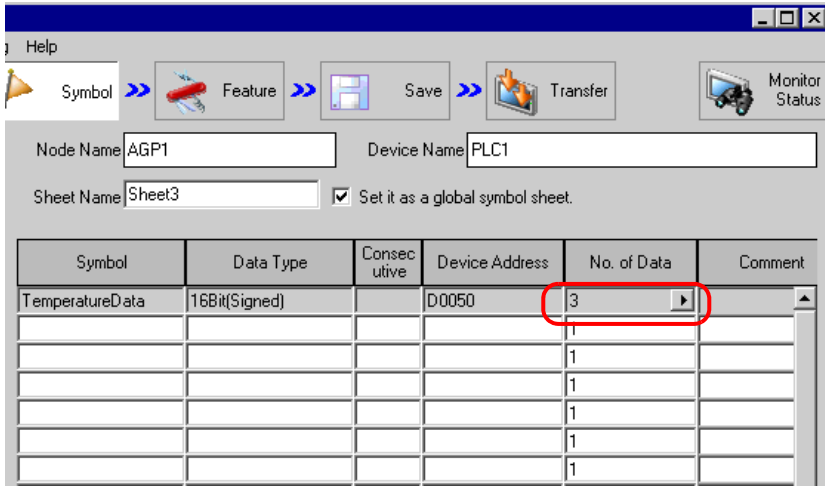 g Help
Symbol Feature Save Transfer Monitor Status
Node Name AGP1 Device Name PLC1
Sheet Name Sheet3 Set it as a global symbol sheet.
Symbol Data Type Consecutive Device Address No. of Data Comment
TemperatureData 16Bit(Signed) D0050 3
1
1
1
1
1
1